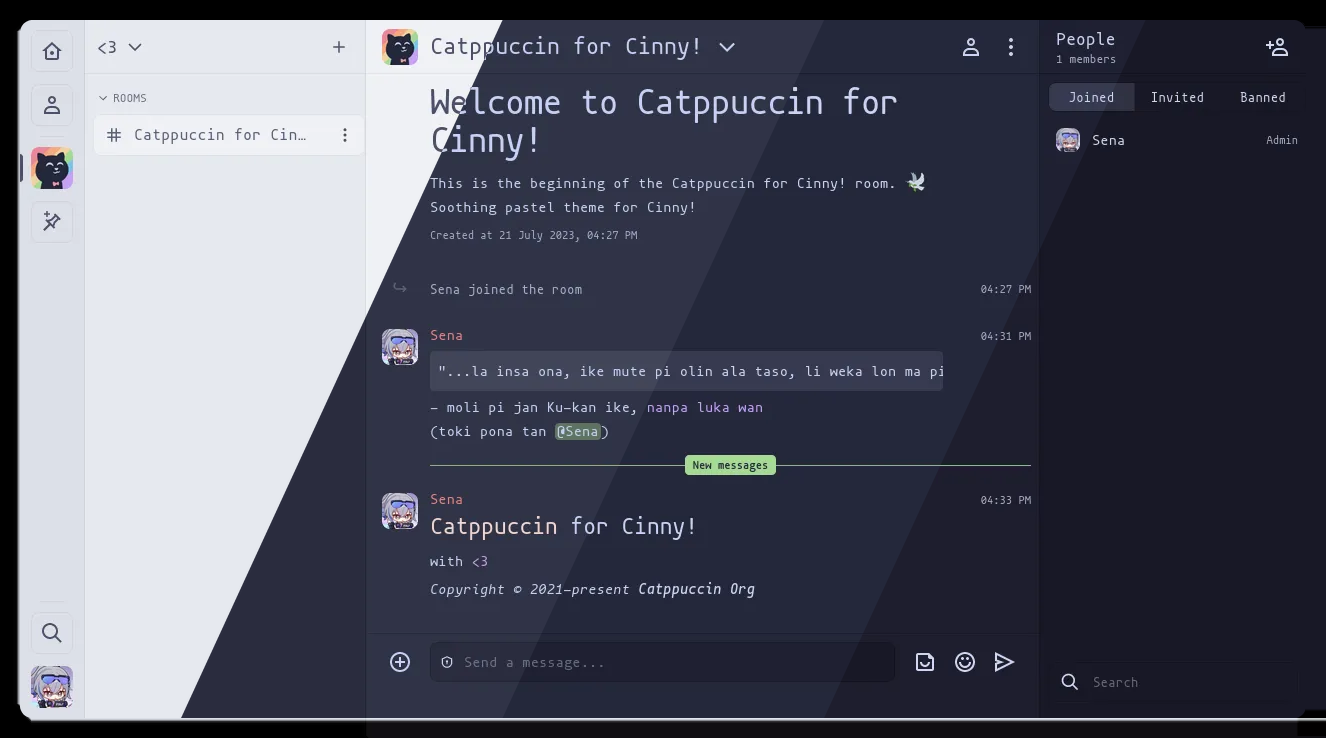 <3
ROOMS
Catppuccin for Cin…
Catppuccin for Cinny!
Welcome to Catppuccin for
Cinny!
This is the beginning of the Catppuccin for Cinny! room. 🕊️
Soothing pastel theme for Cinny!
Created at 21 July 2023, 04:27 PM
Sena joined the room 04:27 PM
Sena 04:31 PM
"...la insa ona, ike mute pi olin ala taso, li weka lon ma pi
– moli pi jan Ku-kan ike, nanpa luka wan
(toki pona tan @Sena)
New messages
Sena 04:33 PM
Catppuccin for Cinny!
with <3
Copyright © 2021-present Catppuccin Org
Send a message...
People
1 members
Joined Invited Banned
Sena Admin
Search